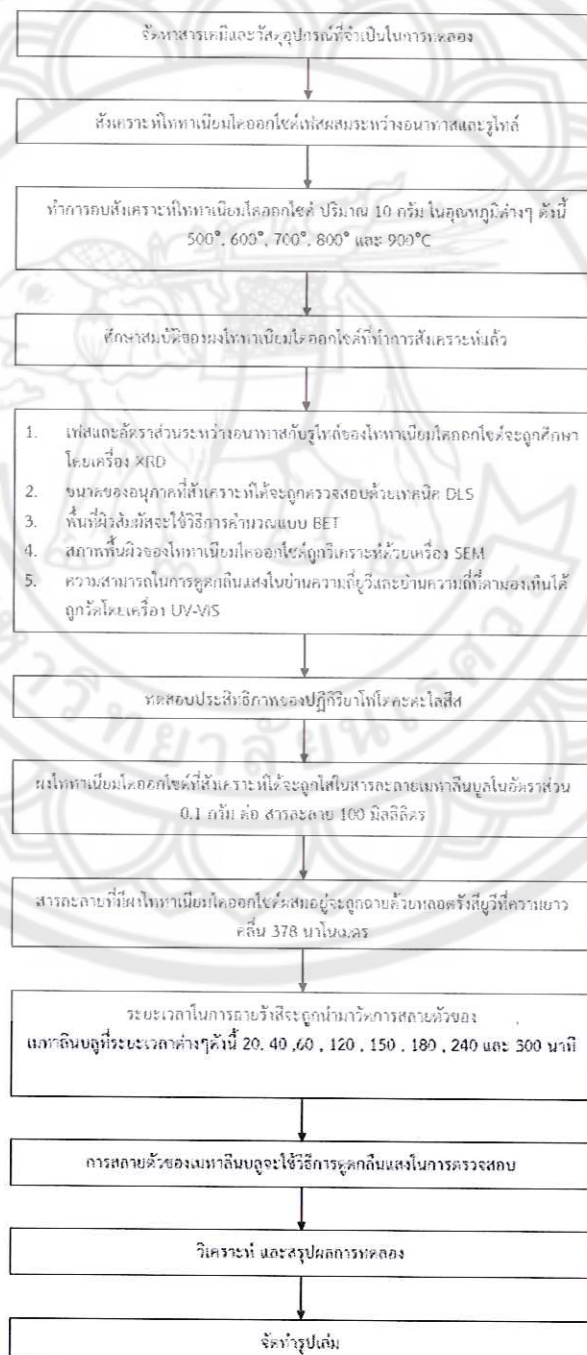 จัดหาสารเคมีและวัสดุอุปกรณ์ที่จำเป็นในการทดลอง
สังเคราะห์ไททาเนียมไดออกไซด์เฟสผสมระหว่างอนาทาสและรูไทล์
ทำการอบสังเคราะห์ไททาเนียมไดออกไซด์ ปริมาณ 10 กรัม ในอุณหภูมิต่างๆ ดังนี้
500°, 600°, 700°, 800° และ 900°C
ศึกษาสมบัติของผงไททาเนียมไดออกไซด์ที่ทำการสังเคราะห์แล้ว
1. เฟสและอัตราส่วนระหว่างอนาทาสกับรูไทล์ของไททาเนียมไดออกไซด์จะถูกศึกษา
โดยเครื่อง XRD
2. ขนาดของอนุภาคที่สังเคราะห์ได้จะถูกตรวจสอบด้วยเทคนิค DLS
3. พื้นที่ผิวสัมผัสจะใช้วิธีการคำนวณแบบ BET
4. สภาพพื้นผิวของไททาเนียมไดออกไซด์ถูกวิเคราะห์ด้วยเครื่อง SEM
5. ความสามารถในการดูดกลืนแสงในย่านความถี่ยูวีและย่านความถี่ที่ตามองเห็นได้
ถูกวัดโดยเครื่อง UV-VIS
ทดสอบประสิทธิภาพของปฏิกิริยาโฟโตคะตะไลสีส
ผงไททาเนียมไดออกไซด์ที่สังเคราะห์ได้จะถูกใส่ในสารละลายเมทาลีนบูลในอัตราส่วน
0.1 กรัม ต่อ สารละลาย 100 มิลลิลิตร
สารละลายที่มีผงไททาเนียมไดออกไซด์ผสมอยู่จะถูกฉายด้วยหลอดรังสียูวีที่ความยาว
คลื่น 378 นาโนเมตร
ระยะเวลาในการฉายรังสีจะถูกนำมาวัดการสลายตัวของ
เมทาลีนบลูที่ระยะเวลาต่างๆดังนี้ 20, 40 ,60 , 120 , 150 , 180 , 240 และ 300 นาที
การสลายตัวของเมทาลีนบลูจะใช้วิธีการดูดกลืนแสงในการตรวจสอบ
วิเคราะห์ และสรุปผลการทดลอง
จัดทำรูปเล่ม
มหาวิทยาลัยนเรศวร